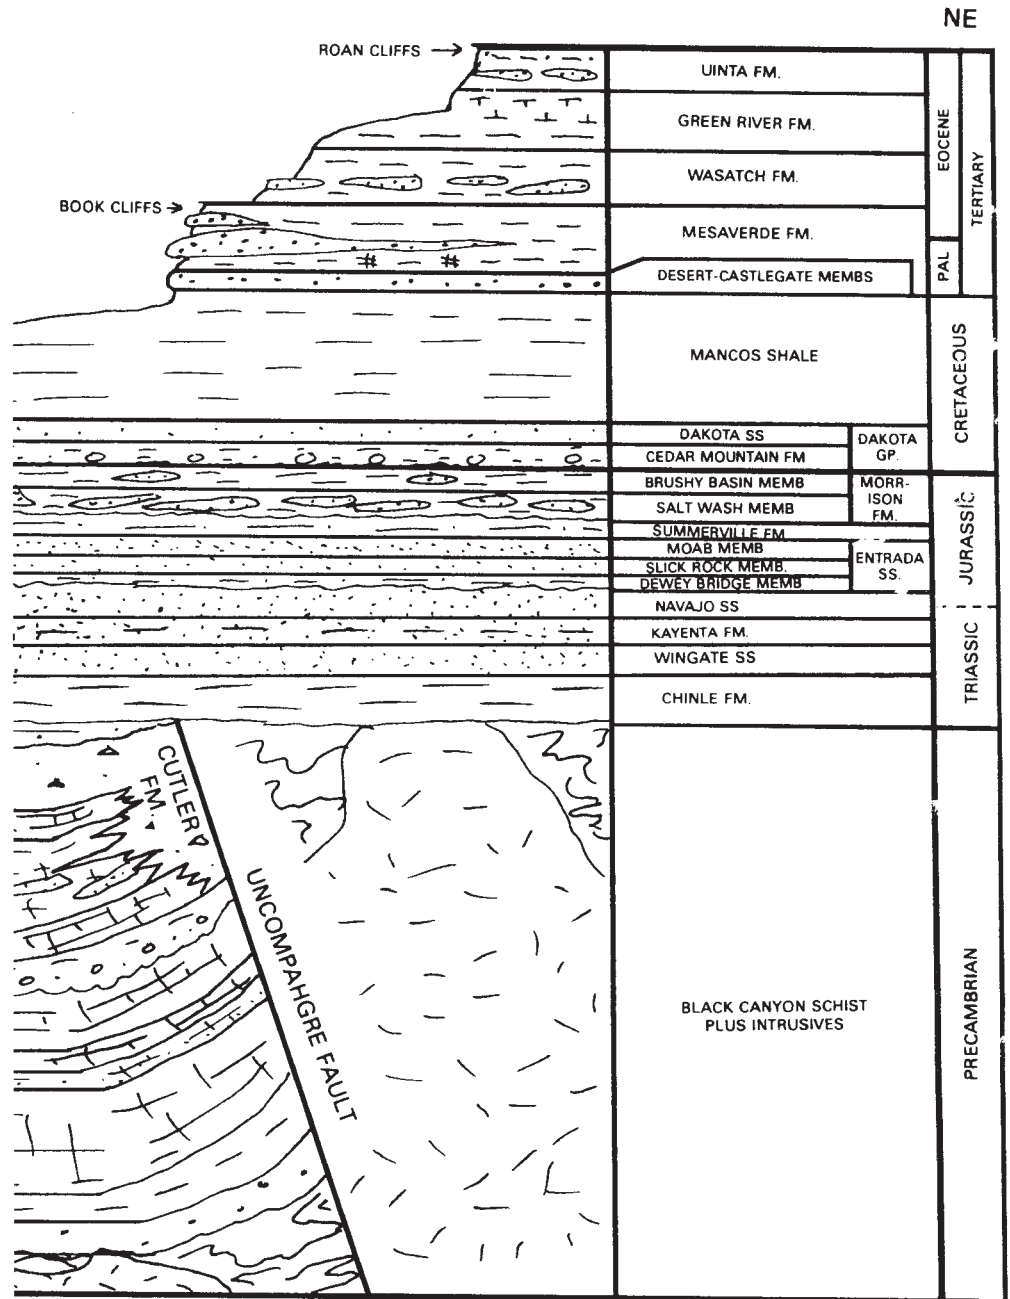 NE
ROAN CLIFFS
UINTA FM.
GREEN RIVER FM.
EOCENE
TERTIARY
WASATCH FM.
BOOK CLIFFS
MESAVERDE FM.
PAL
DESERT-CASTLEGATE MEMBS
MANCOS SHALE
CRETACEOUS
DAKOTA SS
DAKOTA
GP.
CEDAR MOUNTAIN FM
BRUSHY BASIN MEMB
MORR-
ISON
FM.
SALT WASH MEMB
JURASSIC
SUMMERVILLE FM
MOAB MEMB
ENTRADA
SS.
SLICK ROCK MEMB.
DEWEY BRIDGE MEMB
NAVAJO SS
KAYENTA FM.
TRIASSIC
WINGATE SS
CHINLE FM.
CUTLER
FM.
UNCOMPAHGRE FAULT
BLACK CANYON SCHIST
PLUS INTRUSIVES
PRECAMBRIAN